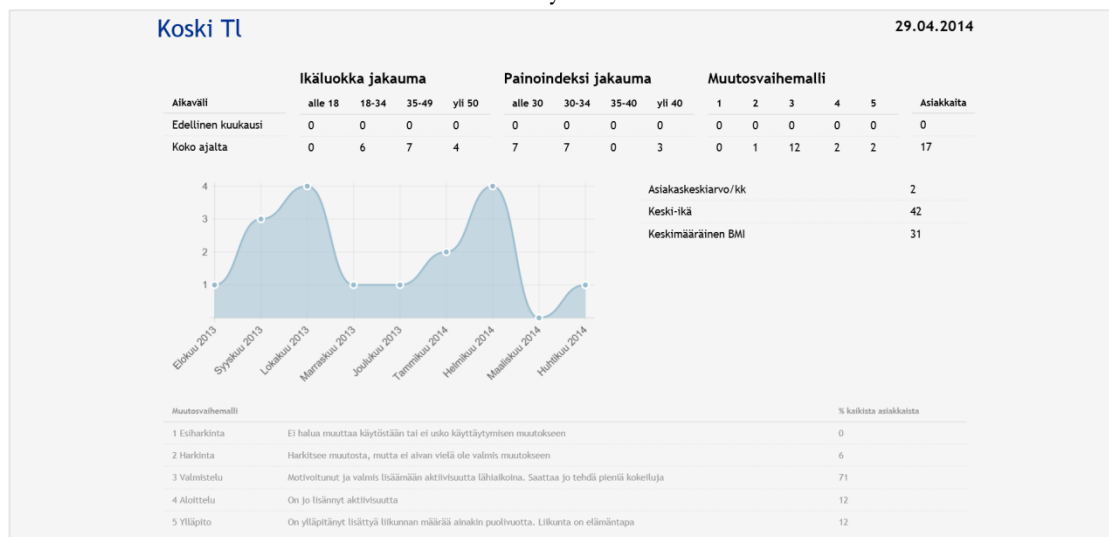 Koski Tl 29.04.2014
Ikäluokka jakauma Painoindeksi jakauma Muutosvaihemalli
Aikaväli alle 18 18-34 35-49 yli 50 alle 30 30-34 35-40 yli 40 1 2 3 4 5 Asiakkaita
Edellinen kuukausi 0 0 0 0 0 0 0 0 0 0 0 0 0 0
Koko ajalta 0 6 7 4 7 7 0 3 0 1 12 2 2 17
4
3
2
1
Elokuu 2013
Syyskuu 2013
Lokakuu 2013
Marraskuu 2013
Joulukuu 2013
Tammikuu 2014
Helmikuu 2014
Maaliskuu 2014
Huhtikuu 2014
Asiakaskeskiarvo/kk 2
Keski-ikä 42
Keskimääräinen BMI 31
Muutosvaihemalli % kaikista asiakkaista
1 Esiharkinta Ei halua muuttaa käytöstään tai ei usko käyttäytymisen muutokseen 0
2 Harkinta Harkitsee muutosta, mutta ei aivan vielä ole valmis muutokseen 6
3 Valmistelu Motivoitunut ja valmis lisäämään aktiivisuutta lähiaikoina. Saattaa jo tehdä pieniä kokeiluja 71
4 Aloittelu On jo lisännyt aktiivisuutta 12
5 Ylläpito On ylläpitänyt lisättyä liikunnan määrää ainakin puolivuotta. Liikunta on elämäntapa 12